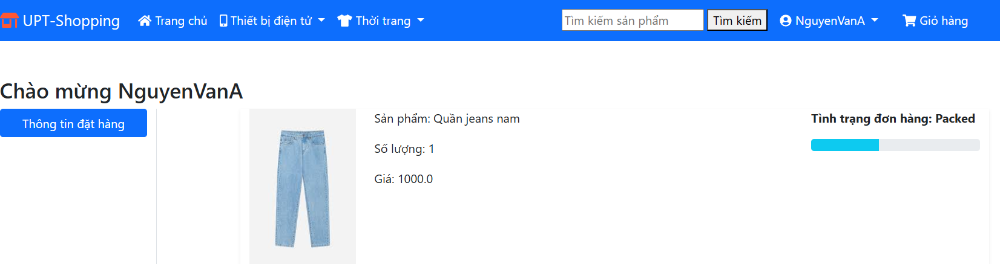 UPT-Shopping Trang chủ Thiết bị điện tử Thời trang Tìm kiếm sản phẩm Tìm kiếm NguyenVanA Giỏ hàng
Chào mừng NguyenVanA
Thông tin đặt hàng
Sản phẩm: Quần jeans nam
Số lượng: 1
Giá: 1000.0
Tình trạng đơn hàng: Packed